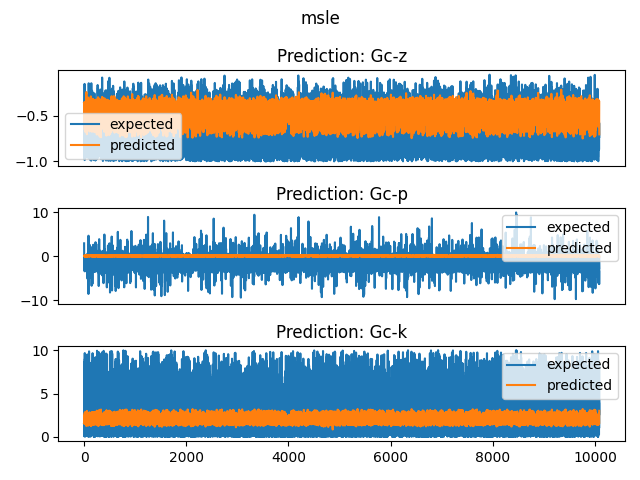 msle
Prediction: Gc-z
−0.5
−1.0
expected
predicted
Prediction: Gc-p
10
0
−10
expected
predicted
Prediction: Gc-k
10
5
0
expected
predicted
0 2000 4000 6000 8000 10000